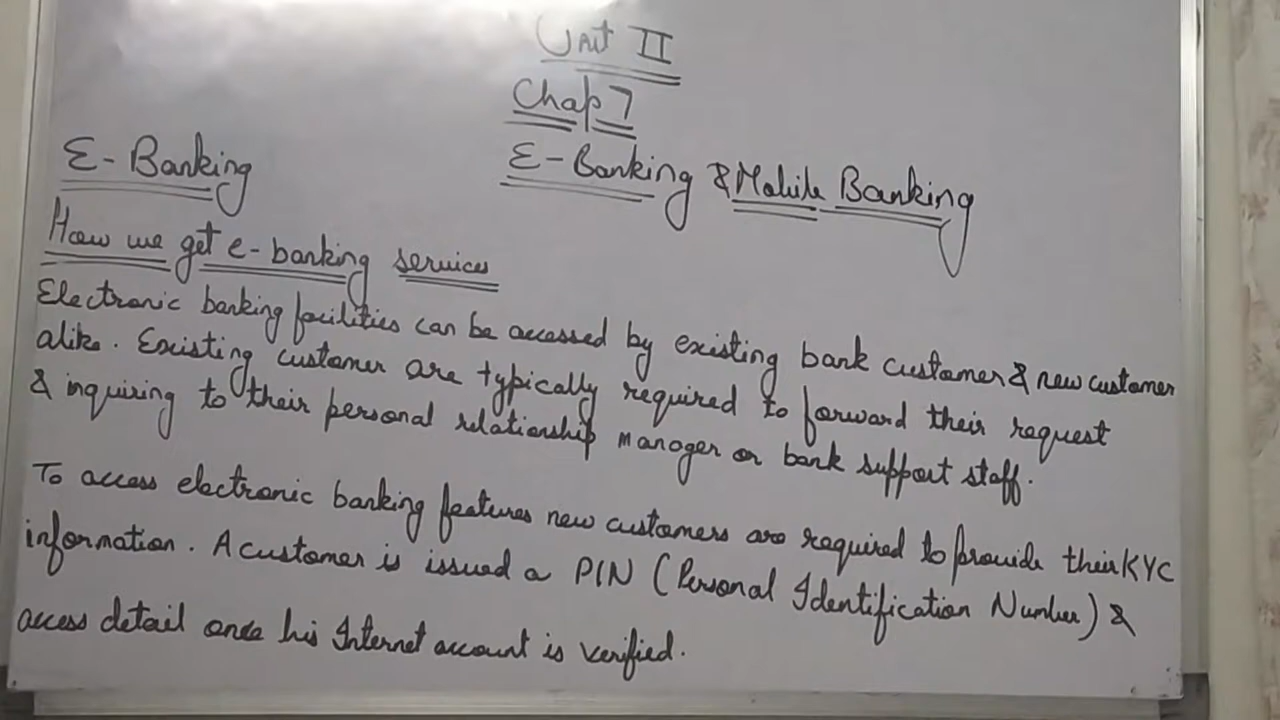 Unit II
Chap 7
E-Banking & Mobile Banking
E-Banking
How we get e-banking services
Electronic banking facilities can be accessed by existing bank customer & new customer
alike. Existing customer are typically required to forward their request
& inquiring to their personal relationship manager or bank support staff.
To access electronic banking features new customers are required to provide their KYC
information. A customer is issued a PIN (Personal Identification Number) &
access detail once his Internet account is verified.